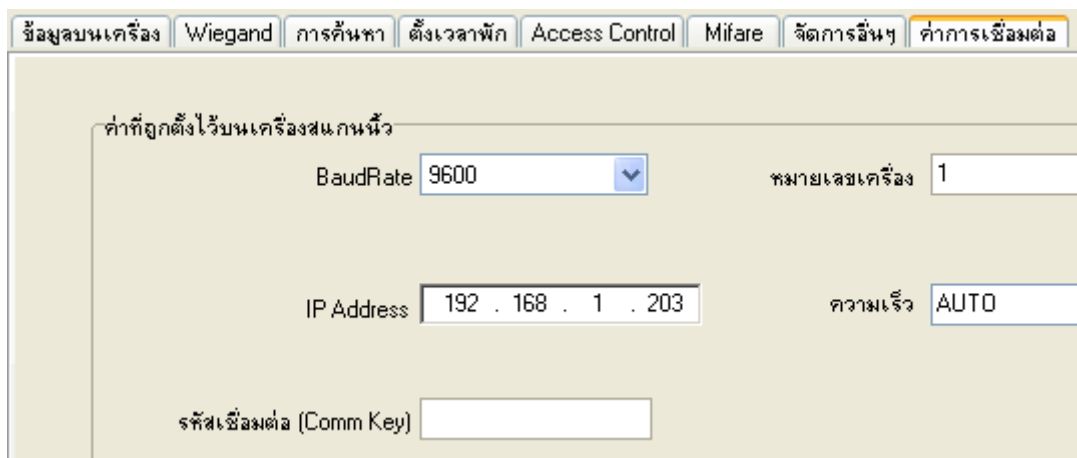 ข้อมูลบนเครื่อง Wiegand การค้นหา ตั้งเวลาพัก Access Control Mifare จัดการอื่นๆ ค่าการเชื่อมต่อ
ค่าที่ถูกตั้งไว้บนเครื่องสแกนนิ้ว
BaudRate 9600 หมายเลขเครื่อง 1
IP Address 192 . 168 . 1 . 203 ความเร็ว AUTO
รหัสเชื่อมต่อ (Comm Key)